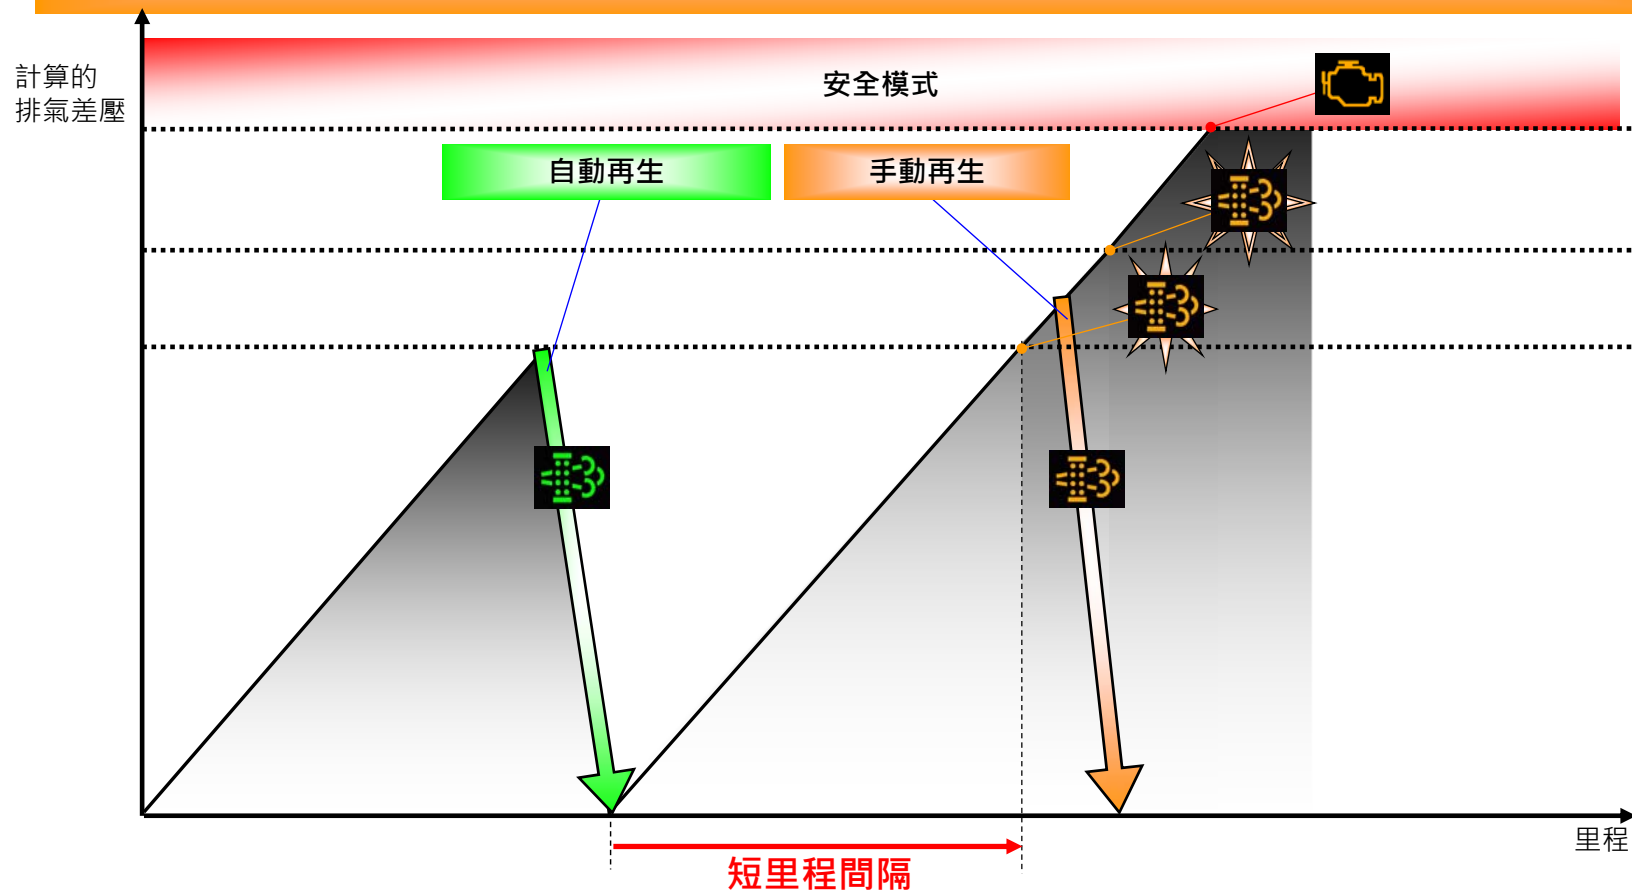 計算的
排氣差壓
安全模式
自動再生
手動再生
里程
短里程間隔